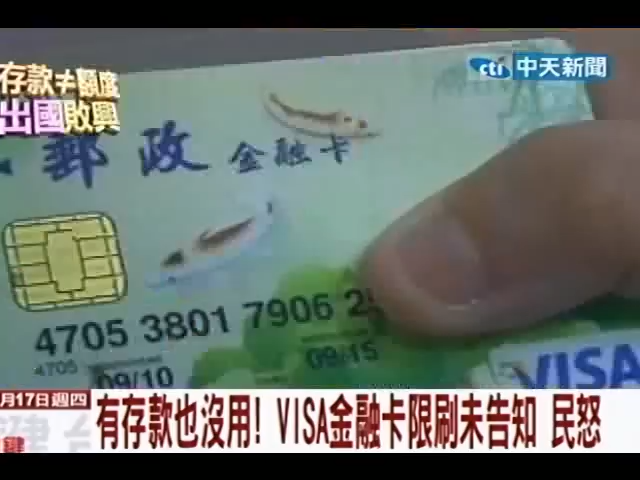 存款≠額度
出國敗興
cti 中天新聞
郵政 金融卡
4705 3801 7906 2
4705
09/10 09/15
VISA
月17日週四
有存款也沒用! VISA金融卡限刷未告知 民怒
鍵